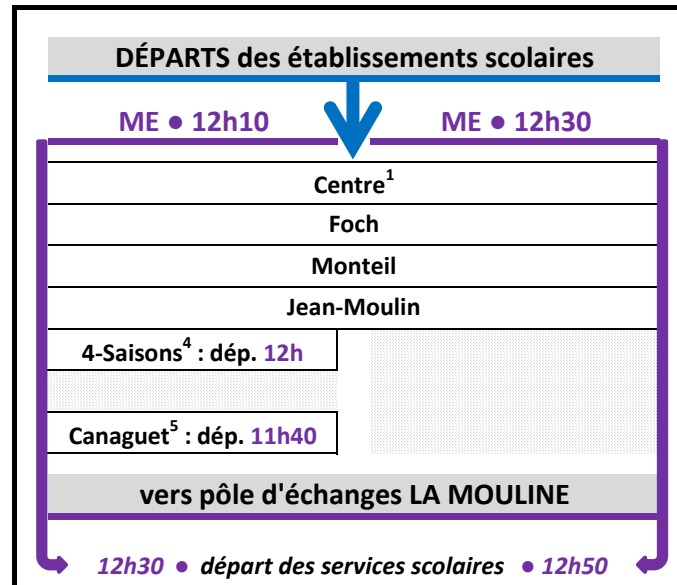 DÉPARTS des établissements scolaires
ME ● 12h10 ME ● 12h30
Centre¹
Foch
Monteil
Jean-Moulin
4-Saisons⁴ : dép. 12h
Canaguet⁵ : dép. 11h40
vers pôle d'échanges LA MOULINE
12h30 ● départ des services scolaires ● 12h50